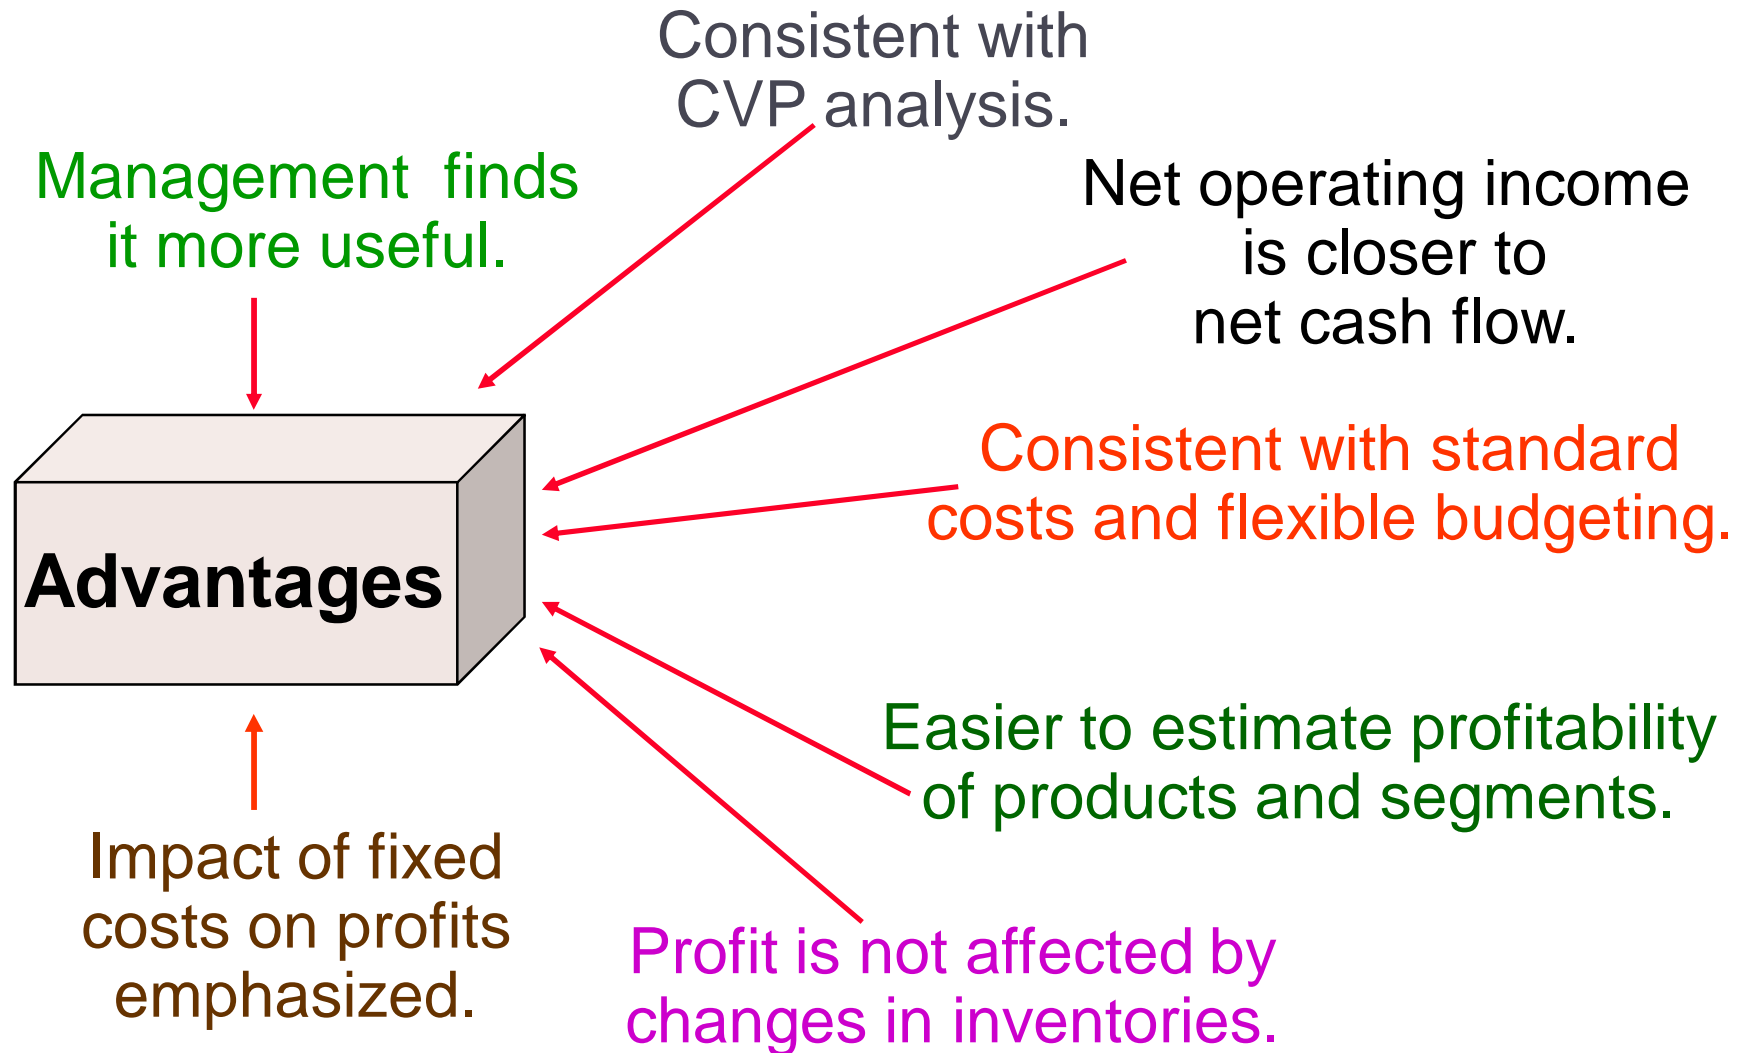 Consistent with
CVP analysis.
Management finds
it more useful.
Net operating income
is closer to
net cash flow.
Consistent with standard
costs and flexible budgeting.
Advantages
Easier to estimate profitability
of products and segments.
Impact of fixed
costs on profits
emphasized.
Profit is not affected by
changes in inventories.